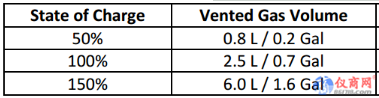 State of Charge Vented Gas Volume
50% 0.8 L / 0.2 Gal
100% 2.5 L / 0.7 Gal
150% 6.0 L / 1.6 Gal
仪商网